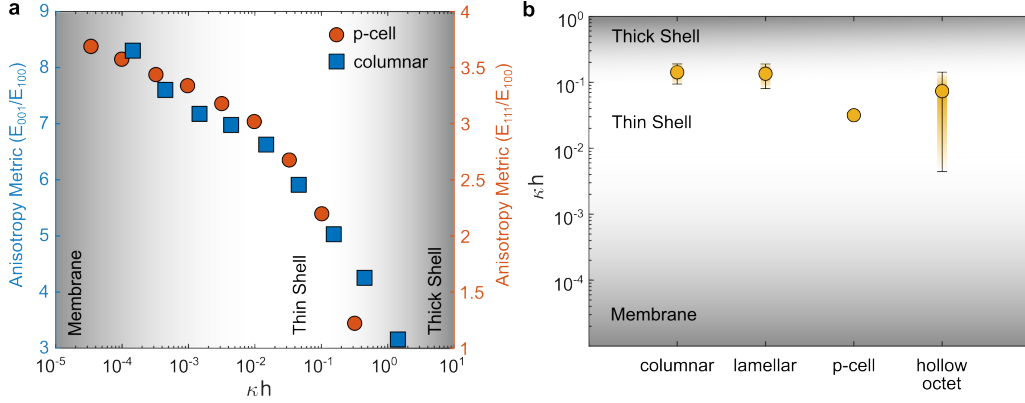 a
p-cell
columnar
Anisotropy Metric (E001/E100)
9
8
7
6
5
4
3
Anisotropy Metric (E111/E100)
4
3.5
3
2.5
2
1.5
1
Membrane
Thin Shell
Thick Shell
10-5 10-4 10-3 10-2 10-1 100 101
κh
b
Thick Shell
Thin Shell
Membrane
κh
100
10-1
10-2
10-3
10-4
columnar lamellar p-cell hollow
octet